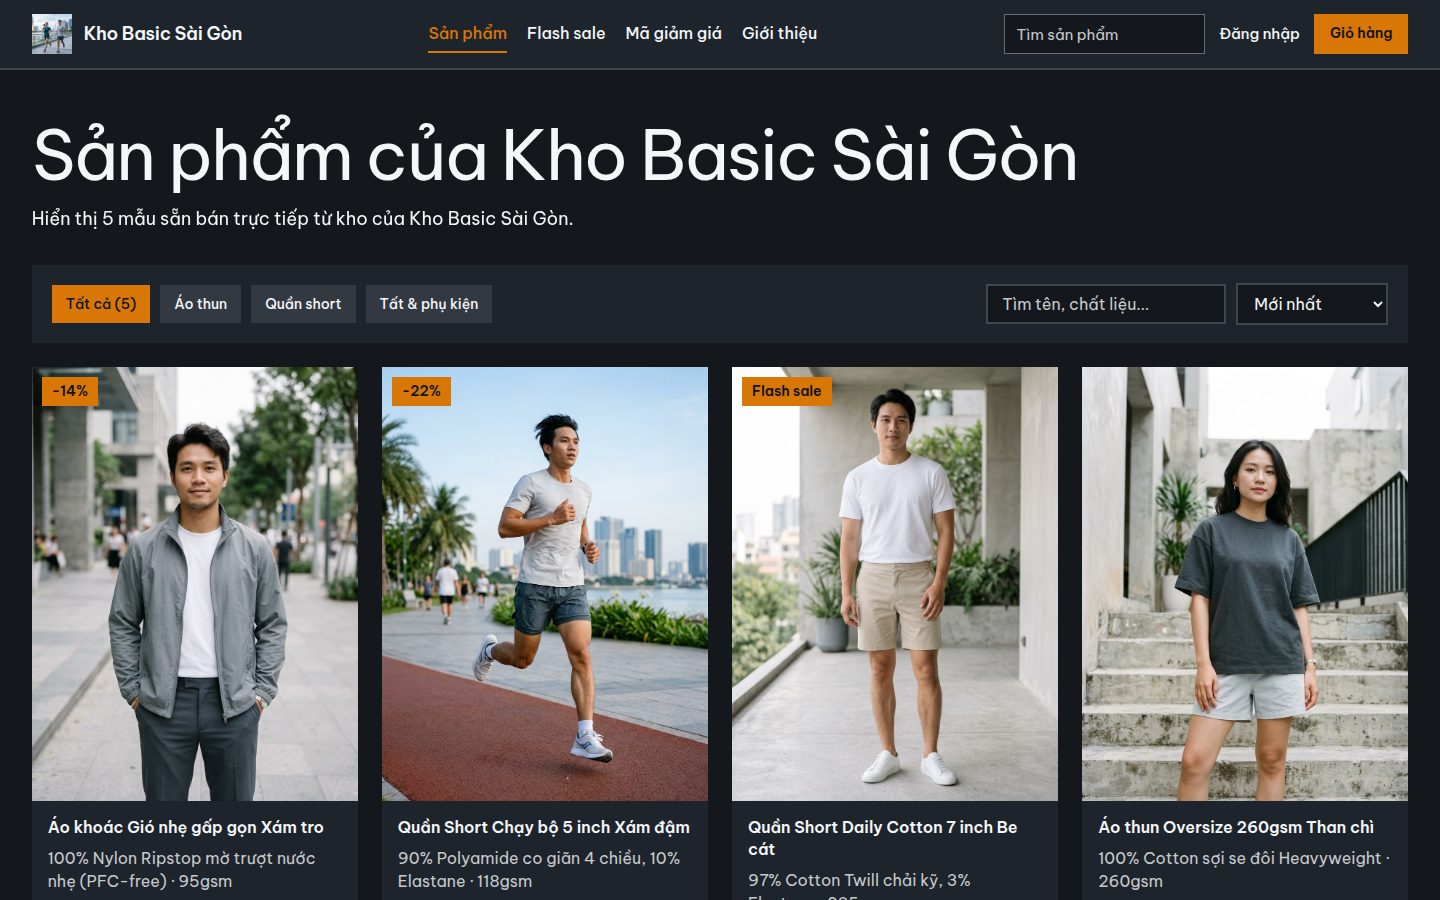 Kho Basic Sài Gòn
Sản phẩm
Flash sale
Mã giảm giá
Giới thiệu
Tìm sản phẩm
Đăng nhập
Giỏ hàng
Sản phẩm của Kho Basic Sài Gòn
Hiển thị 5 mẫu sẵn bán trực tiếp từ kho của Kho Basic Sài Gòn.
Tất cả (5)
Áo thun
Quần short
Tất & phụ kiện
Tìm tên, chất liệu...
Mới nhất
-14%
-22%
Flash sale
Áo khoác Gió nhẹ gấp gọn Xám tro
100% Nylon Ripstop mờ trượt nước
nhẹ (PFC-free) · 95gsm
Quần Short Chạy bộ 5 inch Xám đậm
90% Polyamide co giãn 4 chiều, 10%
Elastane · 118gsm
Quần Short Daily Cotton 7 inch Be
cát
97% Cotton Twill chải kỹ, 3%
Áo thun Oversize 260gsm Than chì
100% Cotton sợi se đôi Heavyweight ·
260gsm